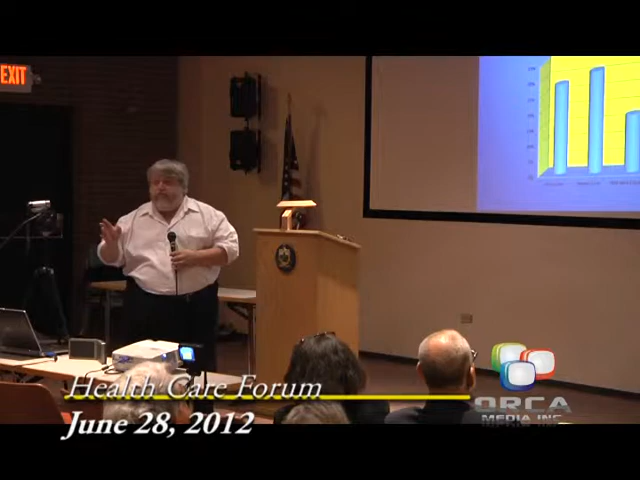 EXIT
Health Care Forum
June 28, 2012
ORCA
MEDIA INC